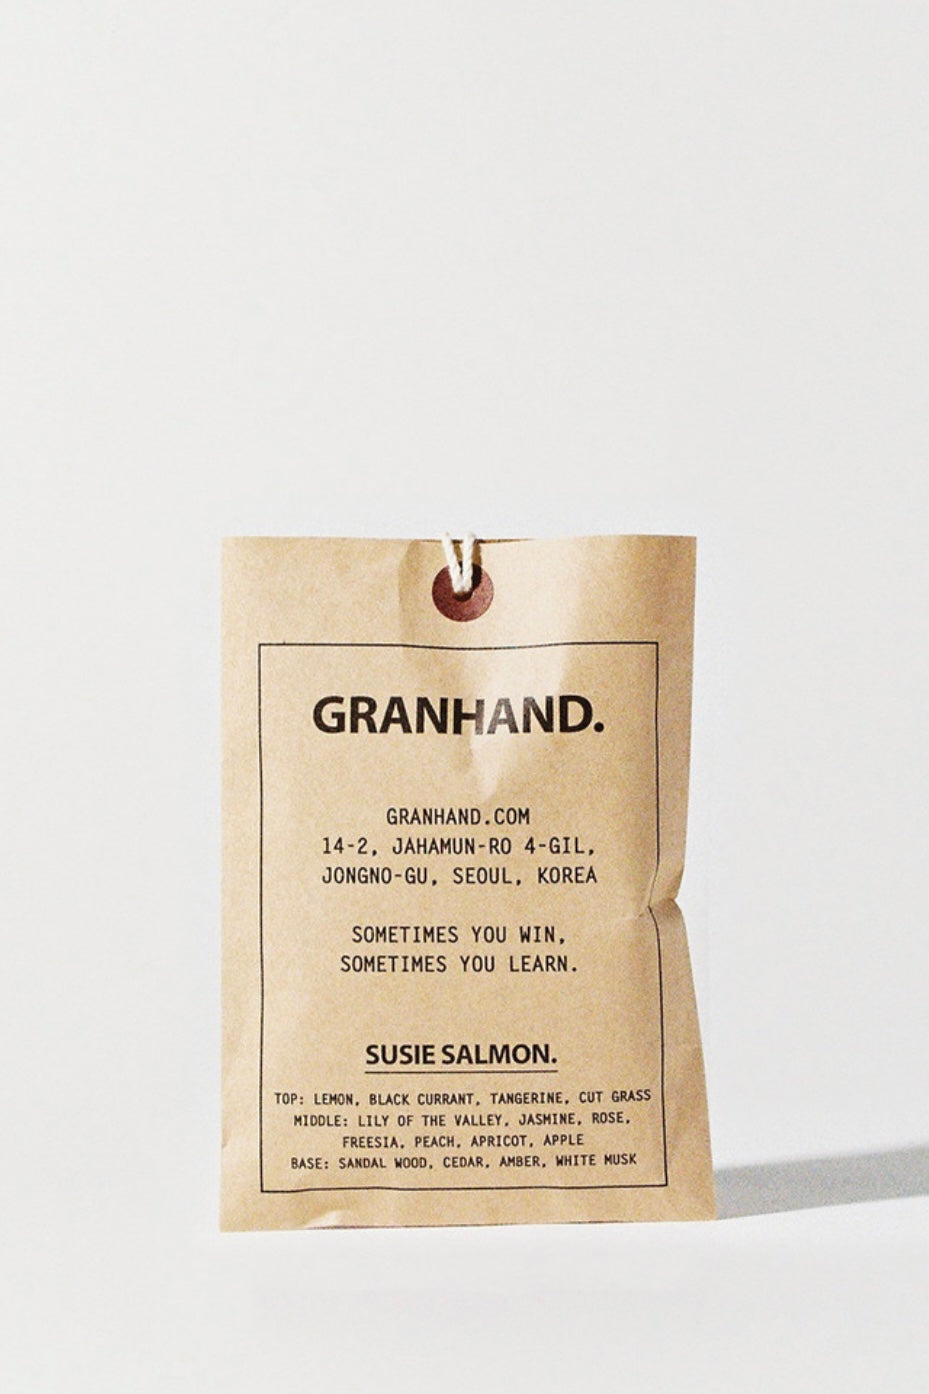 GRANHAND.
GRANHAND.COM
14-2, JAHAMUN-RO 4-GIL,
JONGNO-GU, SEOUL, KOREA
SOMETIMES YOU WIN,
SOMETIMES YOU LEARN.
SUSIE SALMON.
TOP: LEMON, BLACK CURRANT, TANGERINE, CUT GRASS
MIDDLE: LILY OF THE VALLEY, JASMINE, ROSE,
FREESIA, PEACH, APRICOT, APPLE
BASE: SANDAL WOOD, CEDAR, AMBER, WHITE MUSK